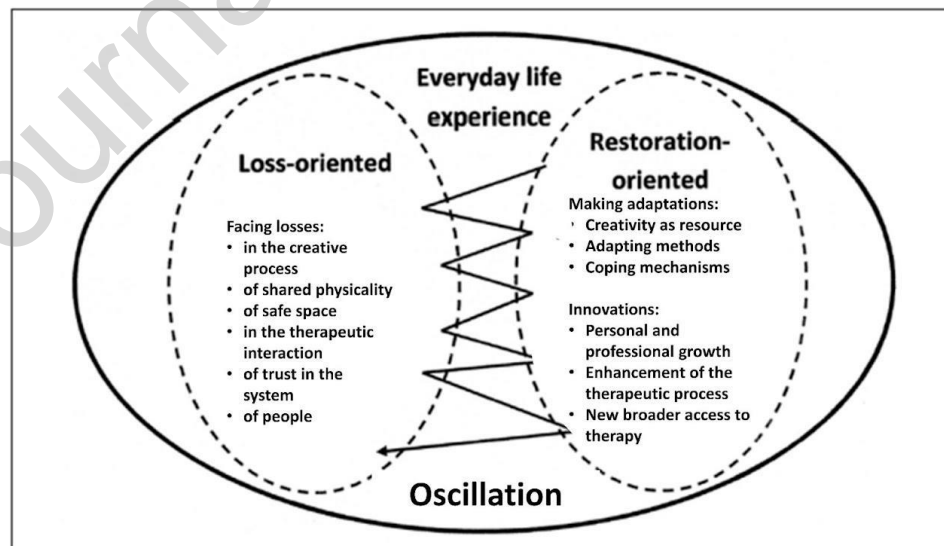 Journa
Everyday life
experience
Loss-oriented
Facing losses:
• in the creative
process
• of shared physicality
• of safe space
• in the therapeutic
interaction
• of trust in the
system
• of people
Restoration-
oriented
Making adaptations:
• Creativity as resource
• Adapting methods
• Coping mechanisms
Innovations:
• Personal and
professional growth
• Enhancement of the
therapeutic process
• New broader access to
therapy
Oscillation